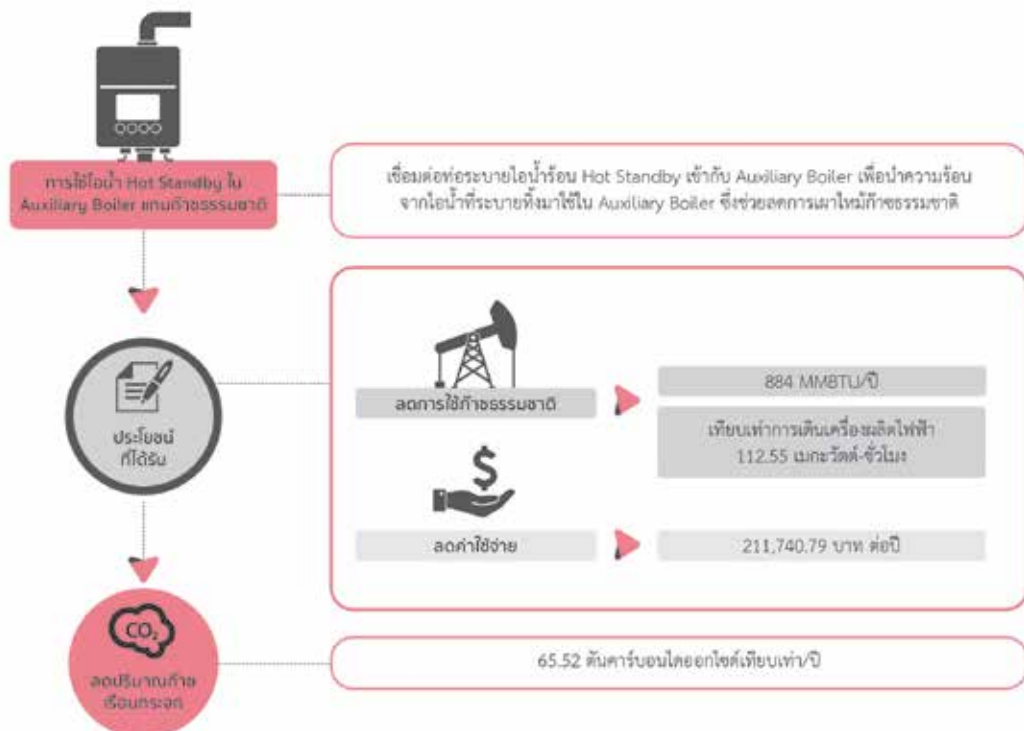 การใช้ไอน้ำ Hot Standby ใน
Auxiliary Boiler แทนก๊าซธรรมชาติ
เชื่อมต่อท่อระบายไอน้ำร้อน Hot Standby เข้ากับ Auxiliary Boiler เพื่อนำความร้อน
จากไอน้ำที่ระบายทิ้งมาใช้ใน Auxiliary Boiler ซึ่งช่วยลดการเผาไหม้ก๊าซธรรมชาติ
ประโยชน์
ที่ได้รับ
ลดการใช้ก๊าซธรรมชาติ
884 MMBTU/ปี
เทียบเท่าการเดินเครื่องผลิตไฟฟ้า
112.55 เมกะวัตต์-ชั่วโมง
$
ลดค่าใช้จ่าย
211,740.79 บาท ต่อปี
CO₂
ลดปริมาณก๊าซ
เรือนกระจก
65.52 ตันคาร์บอนไดออกไซด์เทียบเท่า/ปี